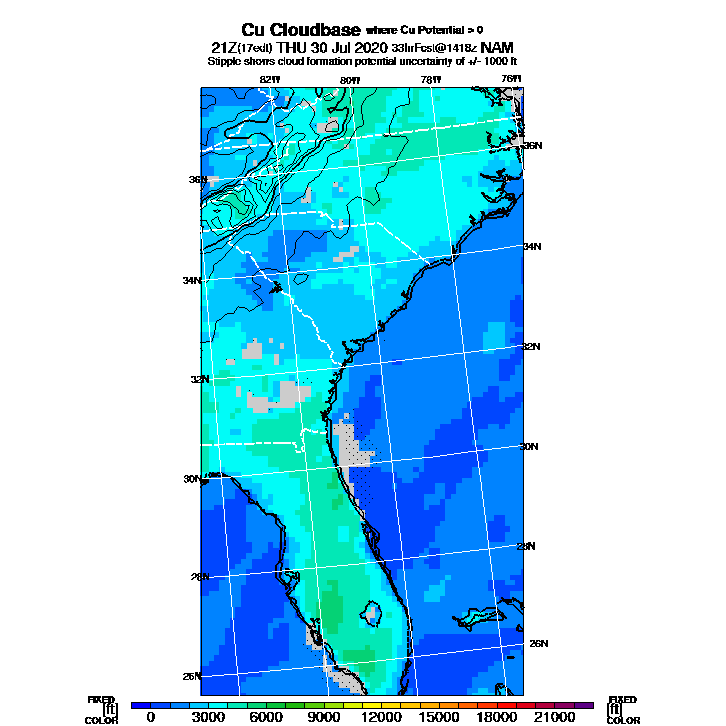 Cu Cloudbase where Cu Potential > 0
21Z(17edt) THU 30 Jul 2020 33hrFcst@1418z NAM
Stipple shows cloud formation potential uncertainty of +/- 1000 ft
82W 80W 78W 76W
36N 36N
34N 34N
32N 32N
30N 30N
28N 28N
26N 26N
FIXED FIXED
[ft] 0 3000 6000 9000 12000 15000 18000 21000 [ft]
COLOR COLOR